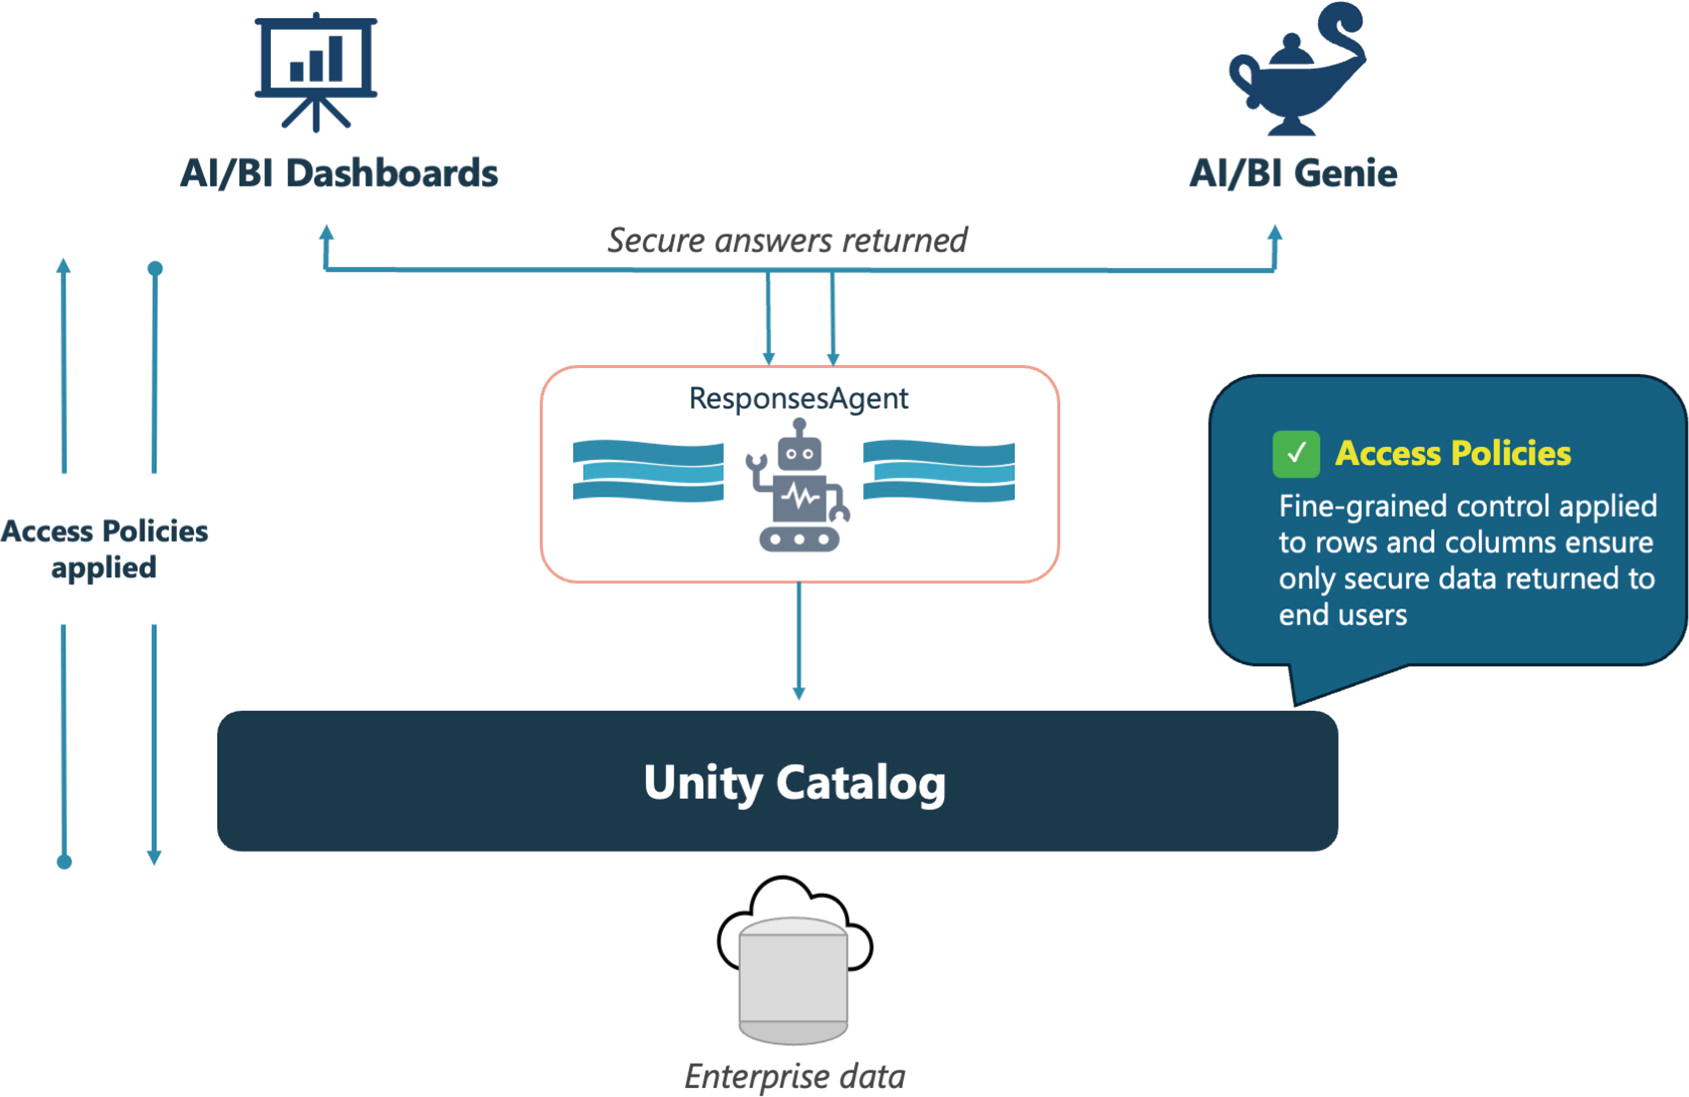 AI/BI Dashboards
AI/BI Genie
Secure answers returned
ResponsesAgent
Access Policies
Fine-grained control applied
to rows and columns ensure
only secure data returned to
end users
Access Policies
applied
Unity Catalog
Enterprise data